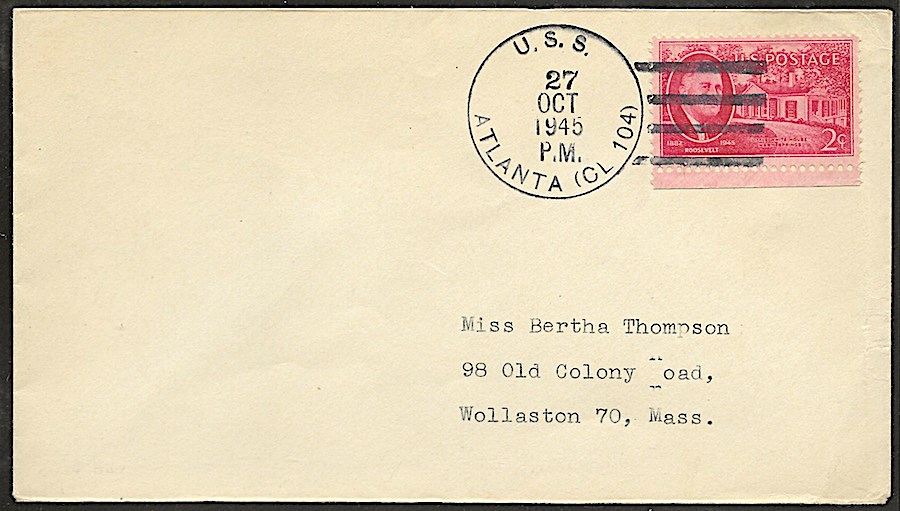 U.S.S.
27
OCT
1945
P.M.
ATLANTA (CL 104)
U.S. POSTAGE
1882 1945
ROOSEVELT
2¢
Miss Bertha Thompson
98 Old Colony oad,
Wollaston 70, Mass.